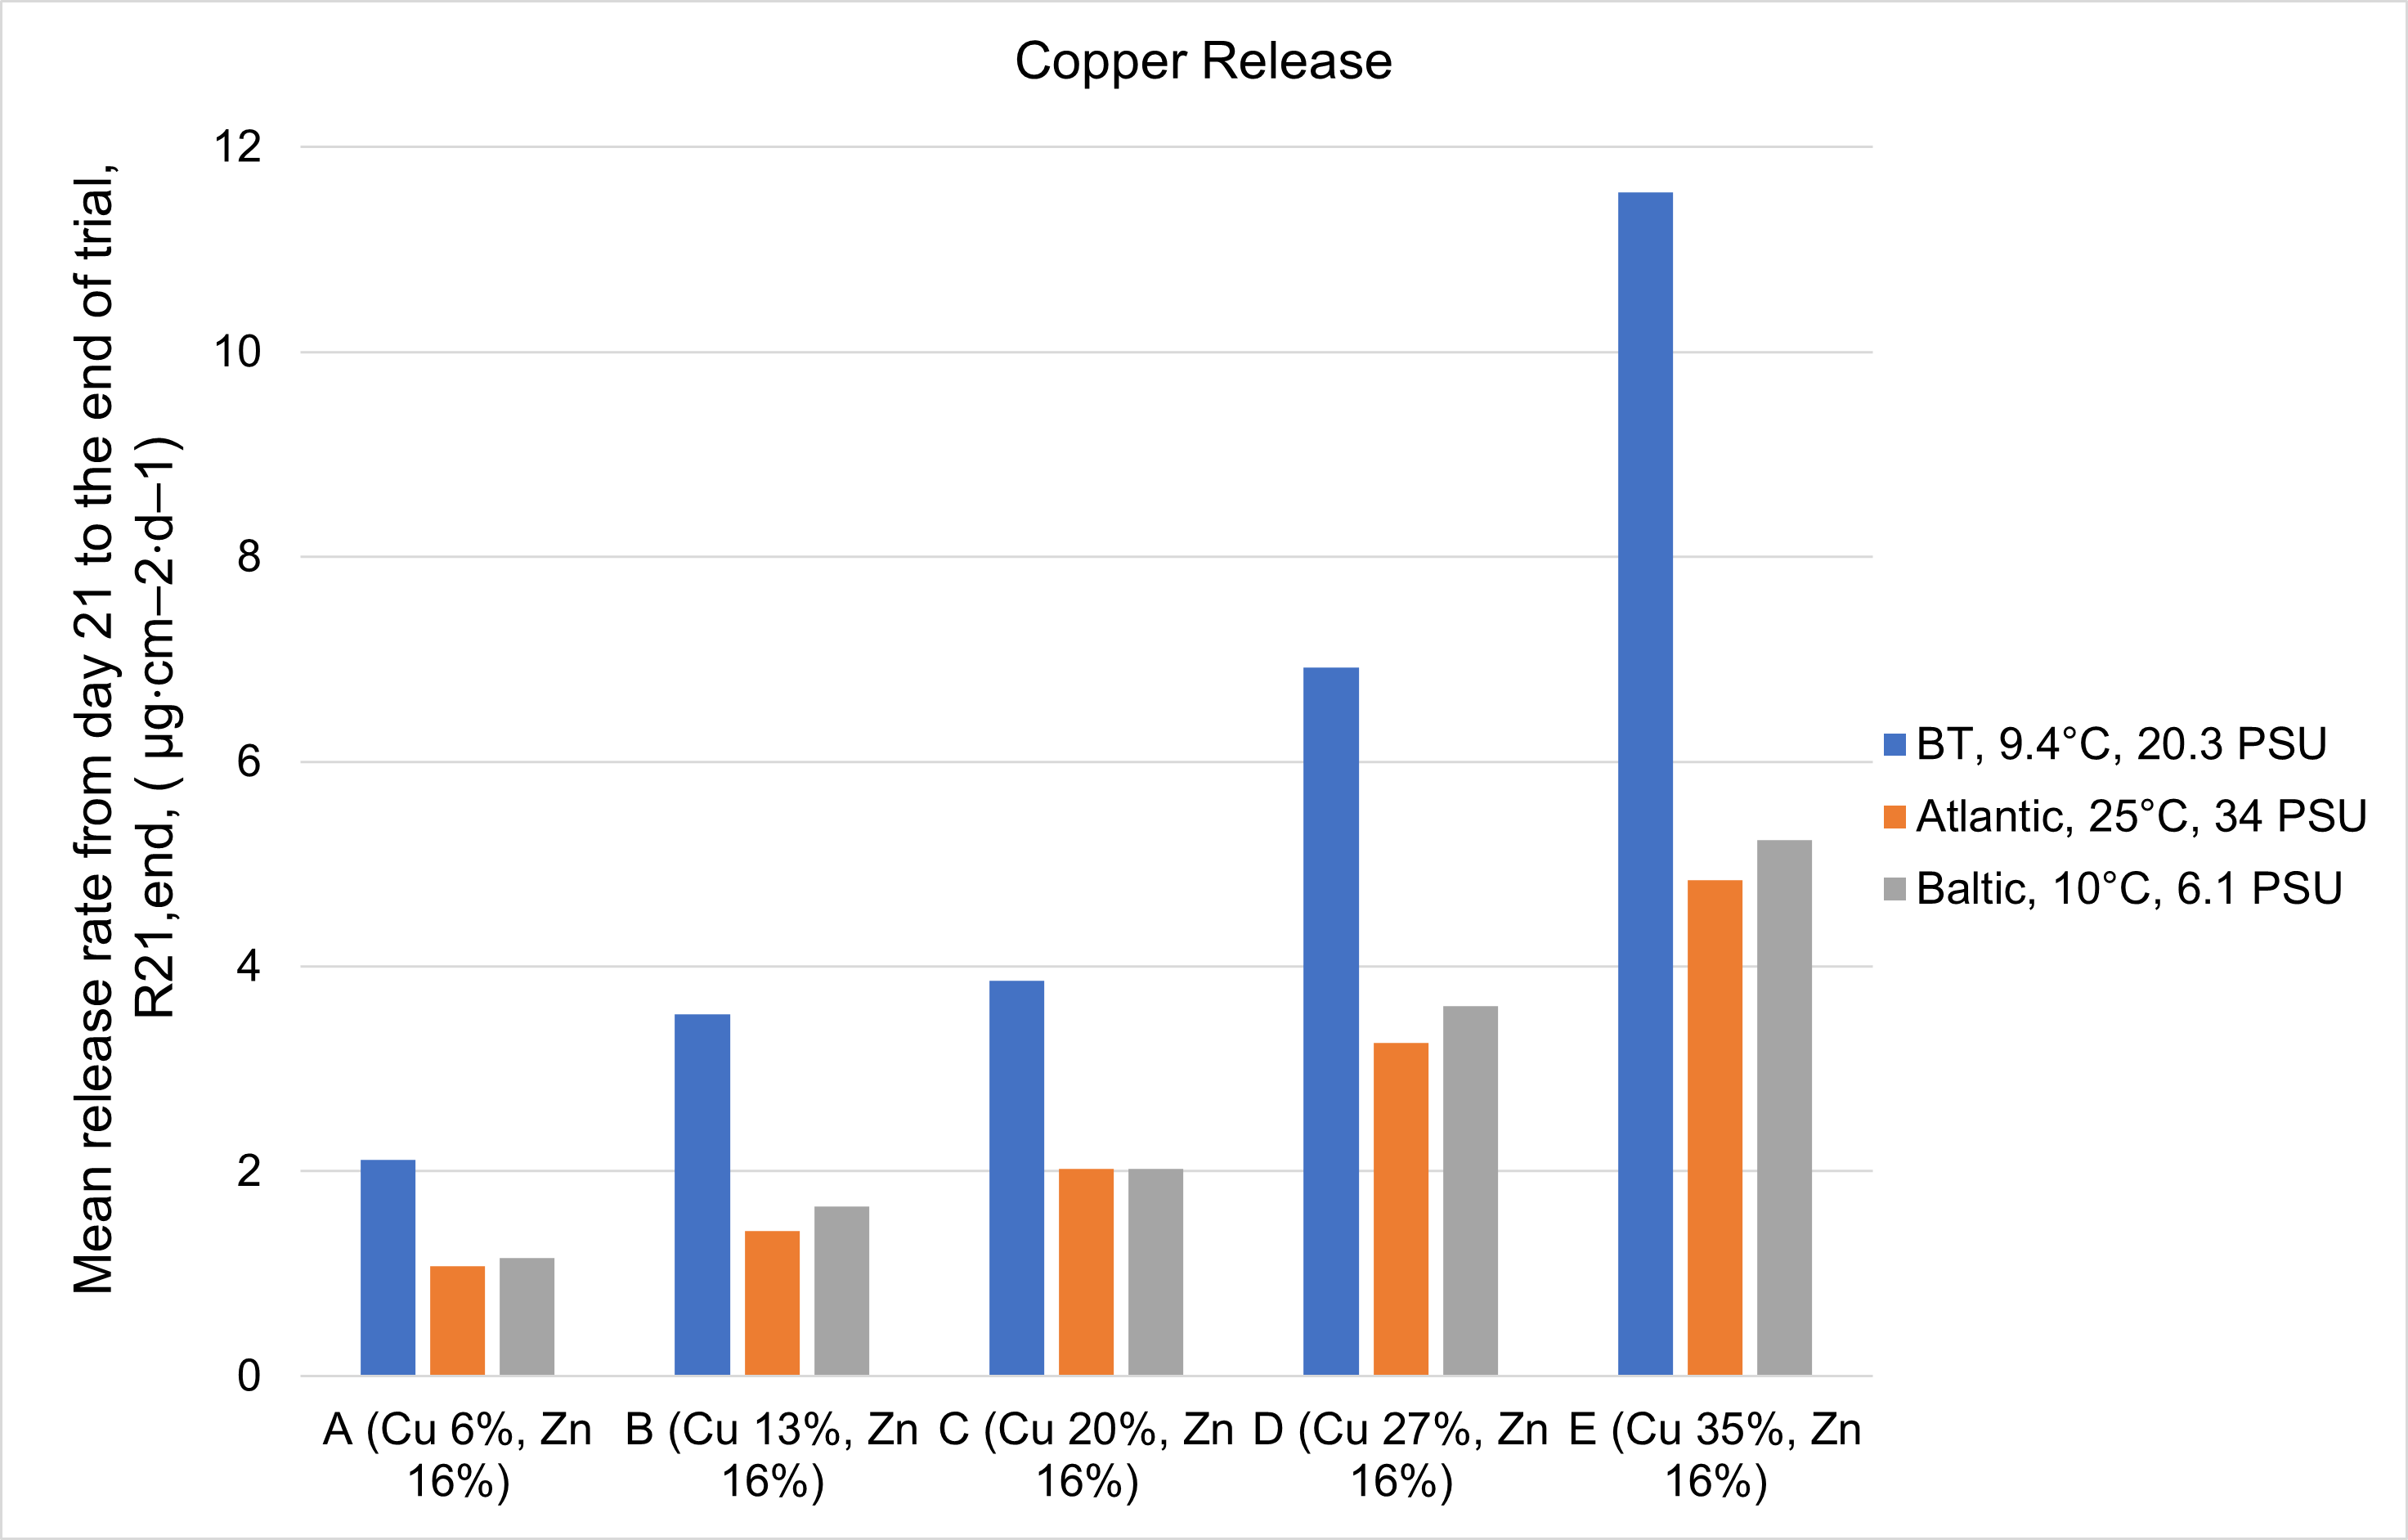 Copper Release
Mean release rate from day 21 to the end of trial,
R21,end, ( µg·cm–2·d–1)
12
10
8
6
4
2
0
A (Cu 6%, Zn
16%)
B (Cu 13%, Zn
16%)
C (Cu 20%, Zn
16%)
D (Cu 27%, Zn
16%)
E (Cu 35%, Zn
16%)
BT, 9.4°C, 20.3 PSU
Atlantic, 25°C, 34 PSU
Baltic, 10°C, 6.1 PSU